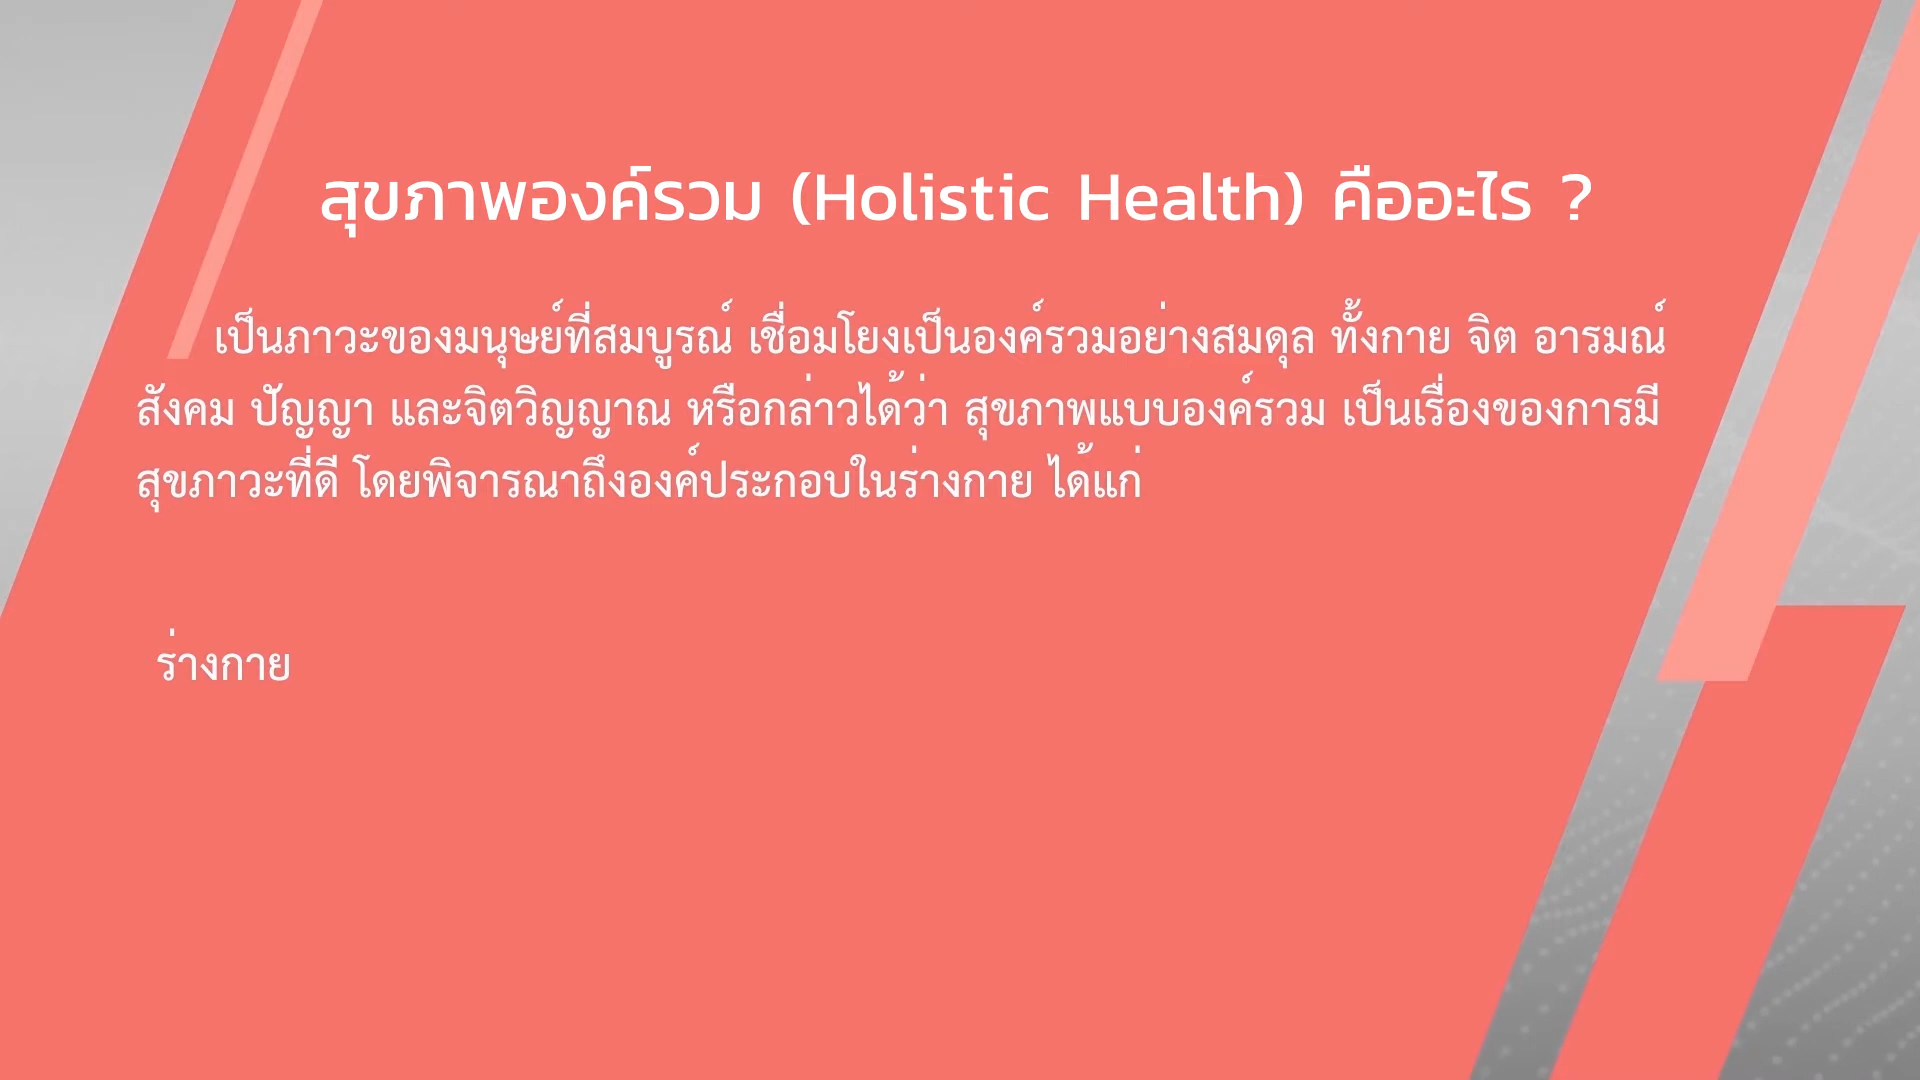 สุขภาพองค์รวม (Holistic Health) คืออะไร ?
เป็นภาวะของมนุษย์ที่สมบูรณ์ เชื่อมโยงเป็นองค์รวมอย่างสมดุล ทั้งกาย จิต อารมณ์
สังคม ปัญญา และจิตวิญญาณ หรือกล่าวได้ว่า สุขภาพแบบองค์รวม เป็นเรื่องของการมี
สุขภาวะที่ดี โดยพิจารณาถึงองค์ประกอบในร่างกาย ได้แก่
ร่างกาย